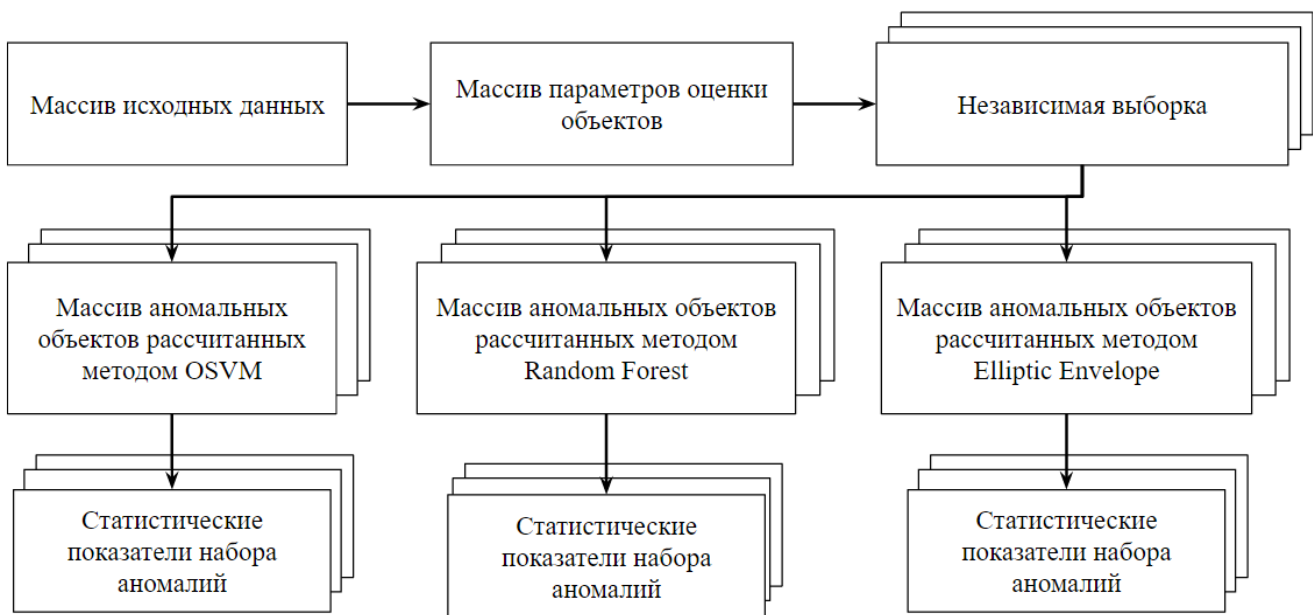 Массив исходных данных
Массив параметров оценки
объектов
Независимая выборка
Массив аномальных
объектов рассчитанных
методом OSVM
Массив аномальных объектов
рассчитанных методом
Random Forest
Массив аномальных объектов
рассчитанных методом
Elliptic Envelope
Статистические
показатели набора
аномалий
Статистические
показатели набора
аномалий
Статистические
показатели набора
аномалий